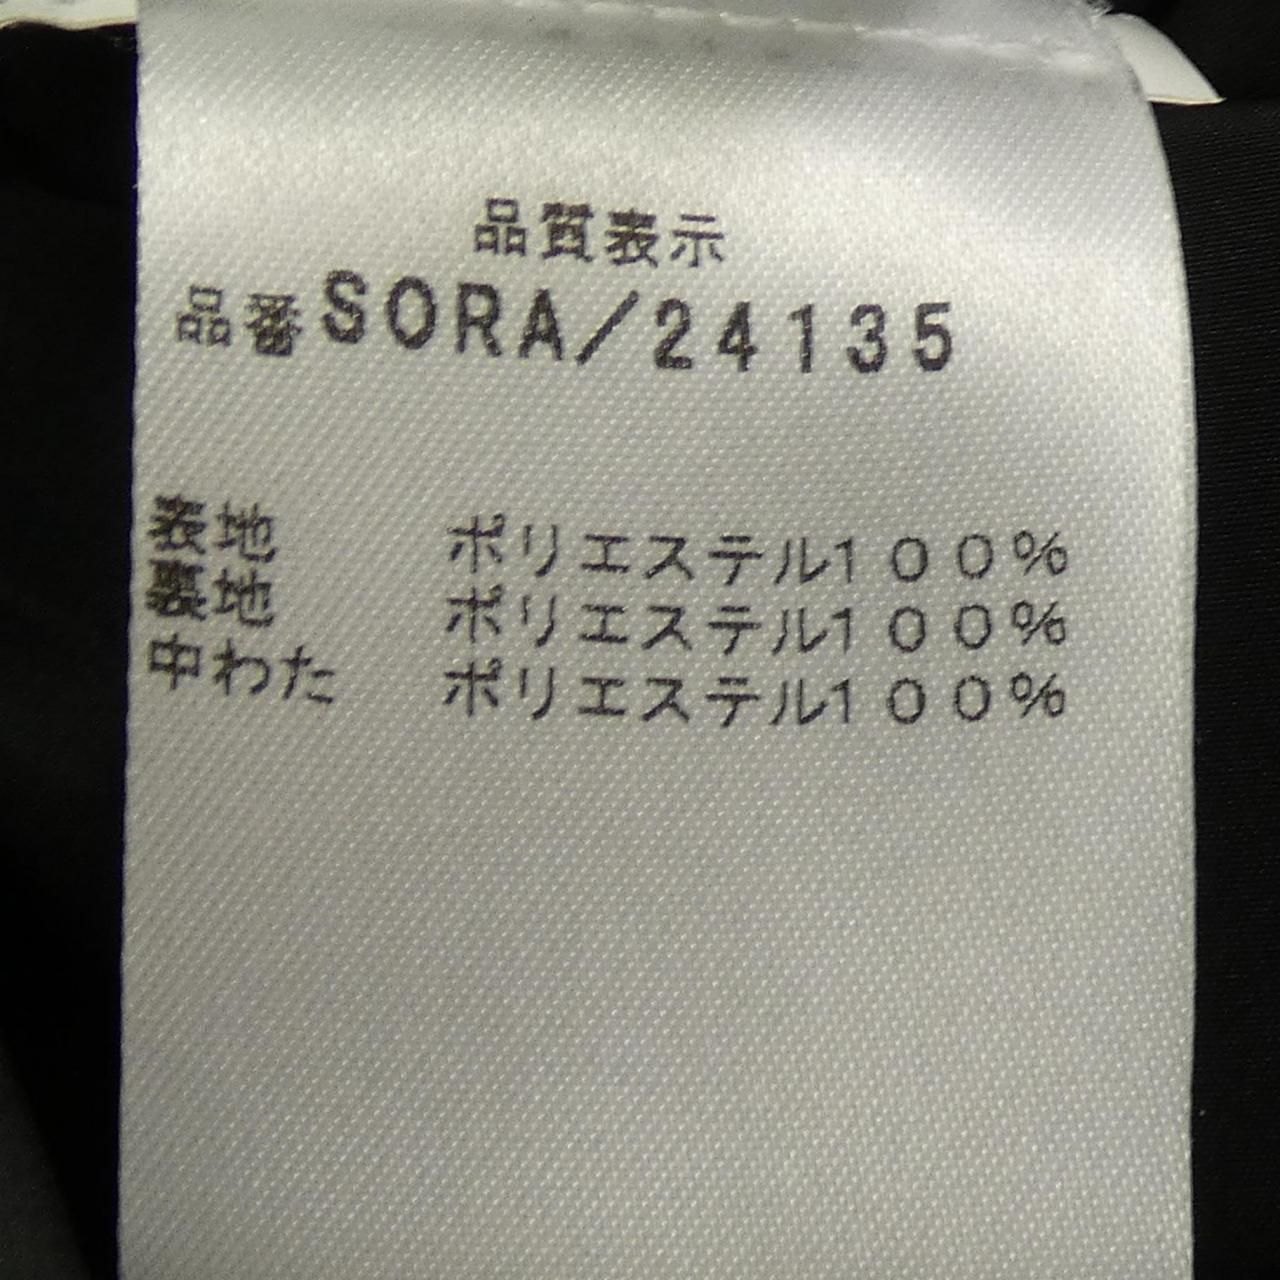 品質表示
品番SORA/24135
表地 ポリエステル100%
裏地 ポリエステル100%
中わた ポリエステル100%